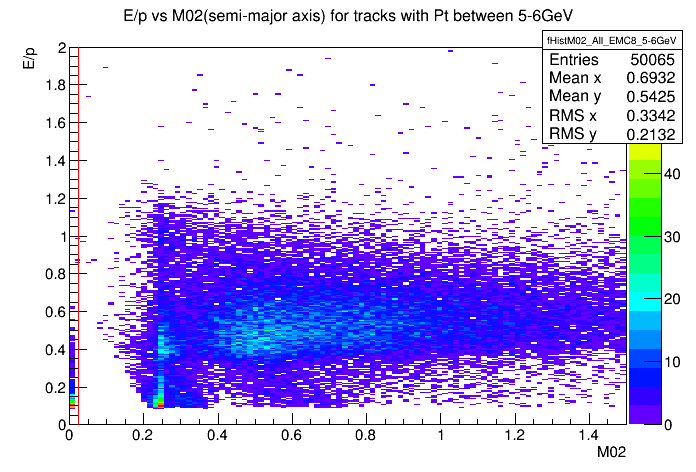 E/p vs M02(semi-major axis) for tracks with Pt between 5-6GeV
fHistM02_All_EMC8_5-6GeV
Entries 50065
Mean x 0.6932
Mean y 0.5425
RMS x 0.3342
RMS y 0.2132
E/p
2
1.8
1.6
1.4
1.2
1
0.8
0.6
0.4
0.2
0
40
30
20
10
0
0 0.2 0.4 0.6 0.8 1 1.2 1.4
M02